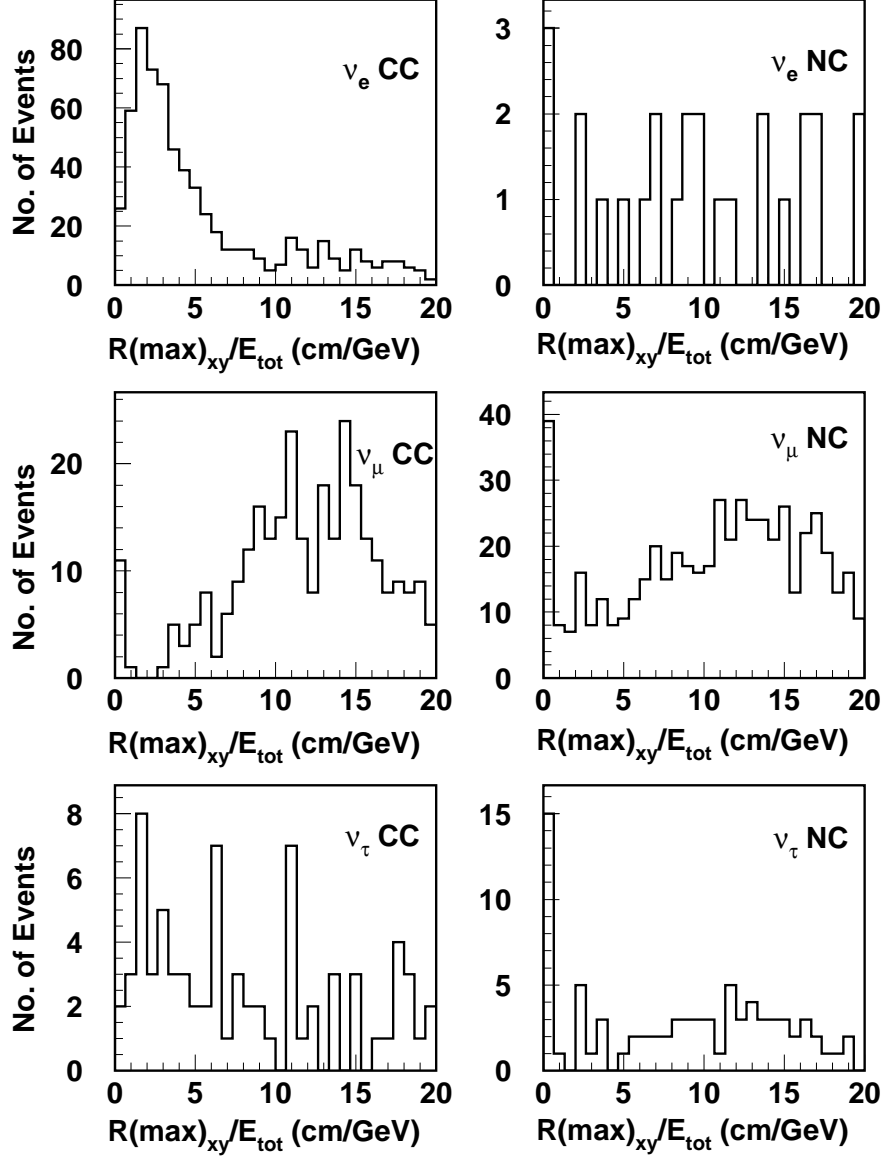 No. of Events
80
60
40
20
0
ν_e CC
0 5 10 15 20
R(max)_xy/E_tot (cm/GeV)
3
2
1
0
ν_e NC
0 5 10 15 20
R(max)_xy/E_tot (cm/GeV)
No. of Events
20
10
0
ν_μ CC
0 5 10 15 20
R(max)_xy/E_tot (cm/GeV)
40
30
20
10
0
ν_μ NC
0 5 10 15 20
R(max)_xy/E_tot (cm/GeV)
No. of Events
8
6
4
2
0
ν_τ CC
0 5 10 15 20
R(max)_xy/E_tot (cm/GeV)
15
10
5
0
ν_τ NC
0 5 10 15 20
R(max)_xy/E_tot (cm/GeV)